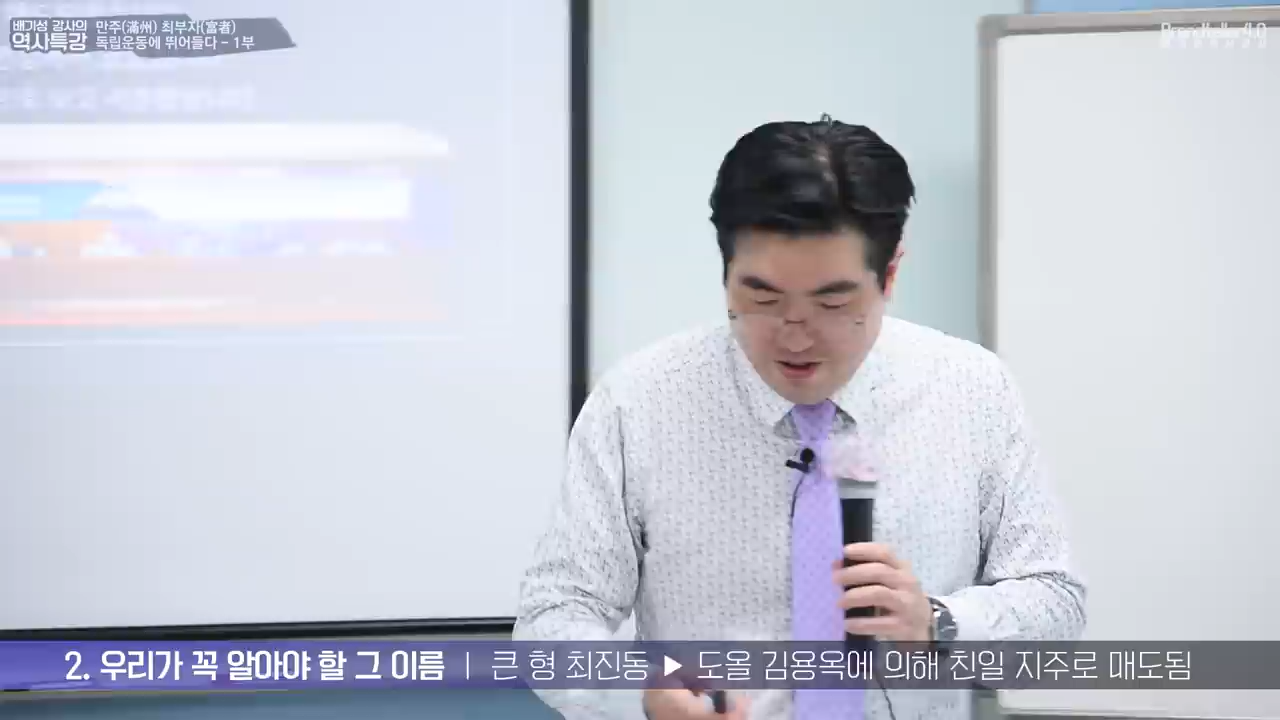 배기성 강사의
역사특강
만주(滿州) 최부자(富者)
독립운동에 뛰어들다 - 1부
2. 우리가 꼭 알아야 할 그 이름 | 큰 형 최진동 ▶ 도올 김용옥에 의해 친일 지주로 매도됨